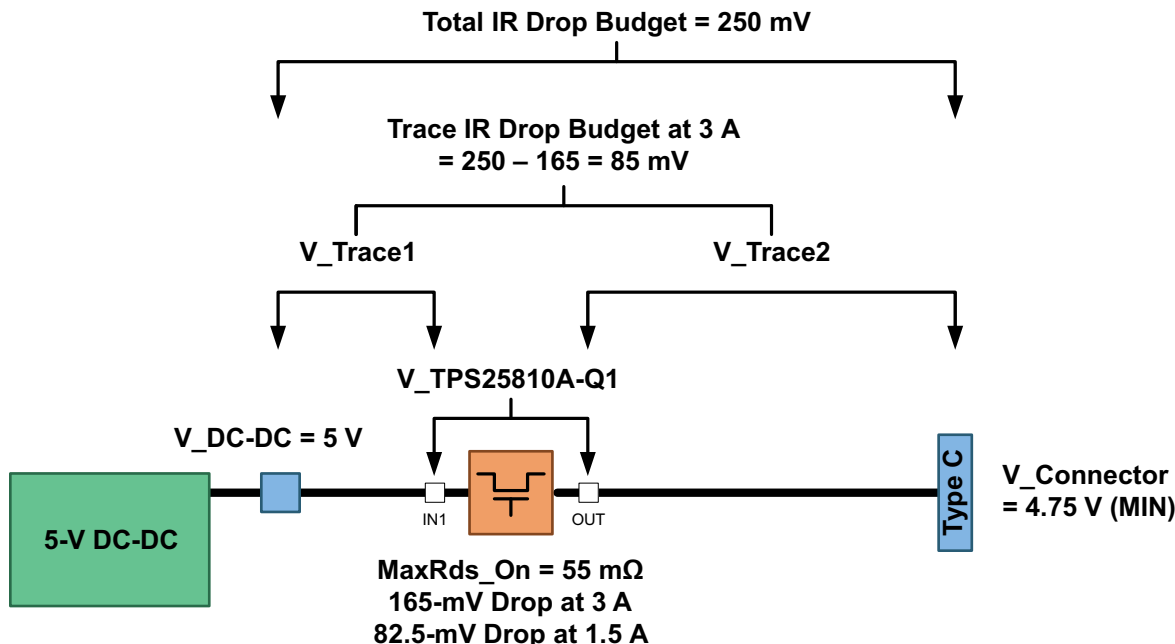 Total IR Drop Budget = 250 mV
Trace IR Drop Budget at 3 A
= 250 – 165 = 85 mV
V_Trace1
V_Trace2
V_TPS25810A-Q1
V_DC-DC = 5 V
5-V DC-DC
IN1
OUT
Type C
V_Connector
= 4.75 V (MIN)
MaxRds_On = 55 mΩ
165-mV Drop at 3 A
82.5-mV Drop at 1.5 A